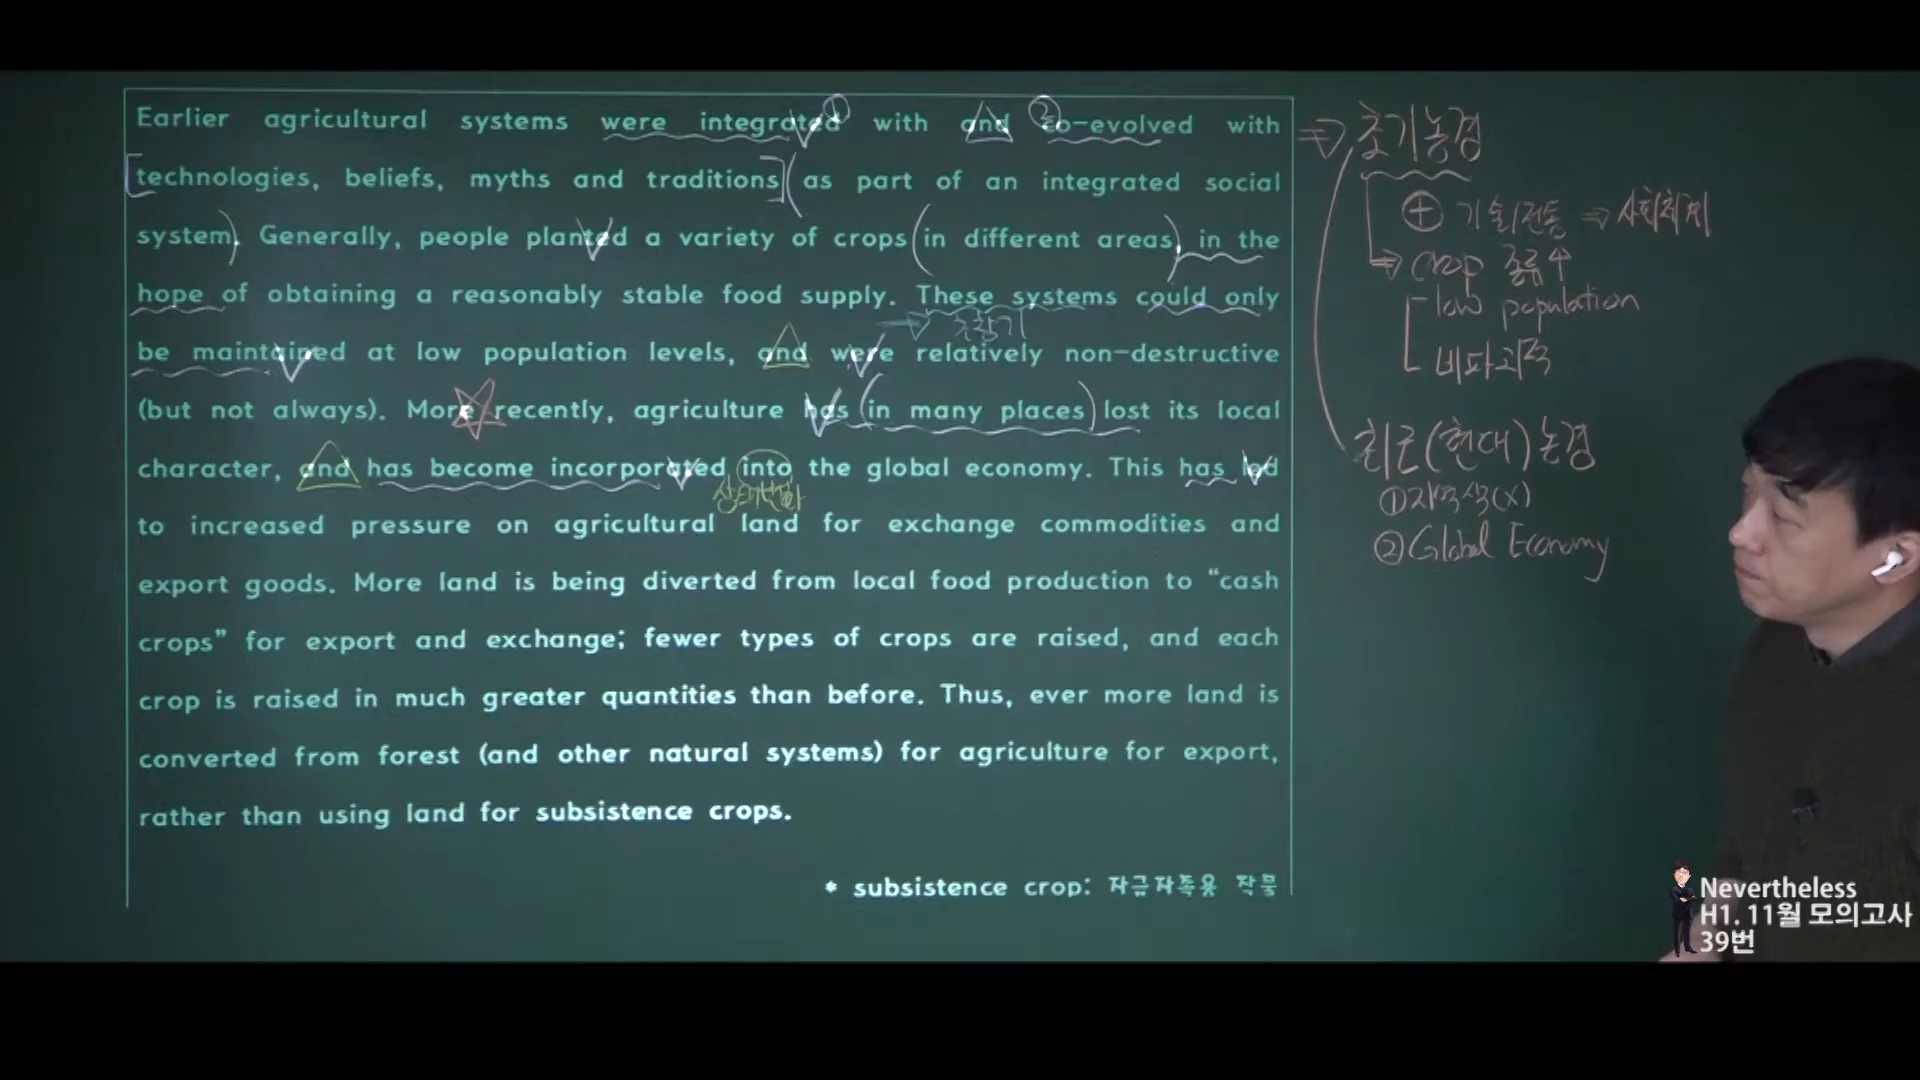 Earlier agricultural systems were integrated with and co-evolved with
technologies, beliefs, myths and traditions as part of an integrated social
system. Generally, people planted a variety of crops in different areas, in the
hope of obtaining a reasonably stable food supply. These systems could only
be maintained at low population levels, and were relatively non-destructive
(but not always). More recently, agriculture has in many places lost its local
character, and has become incorporated into the global economy. This has led
to increased pressure on agricultural land for exchange commodities and
export goods. More land is being diverted from local food production to “cash
crops” for export and exchange; fewer types of crops are raised, and each
crop is raised in much greater quantities than before. Thus, ever more land is
converted from forest (and other natural systems) for agriculture for export,
rather than using land for subsistence crops.
* subsistence crop: 자급자족용 작물
① ②
상태변화
⇒ 초기농경
⊕ 기술/전통 ⇒ 사회체계
⇒ crop 종류↑
low population
비파괴적
최근(현대)농경
①자국식(X)
②Global Economy
Nevertheless
H1. 11월 모의고사
39번